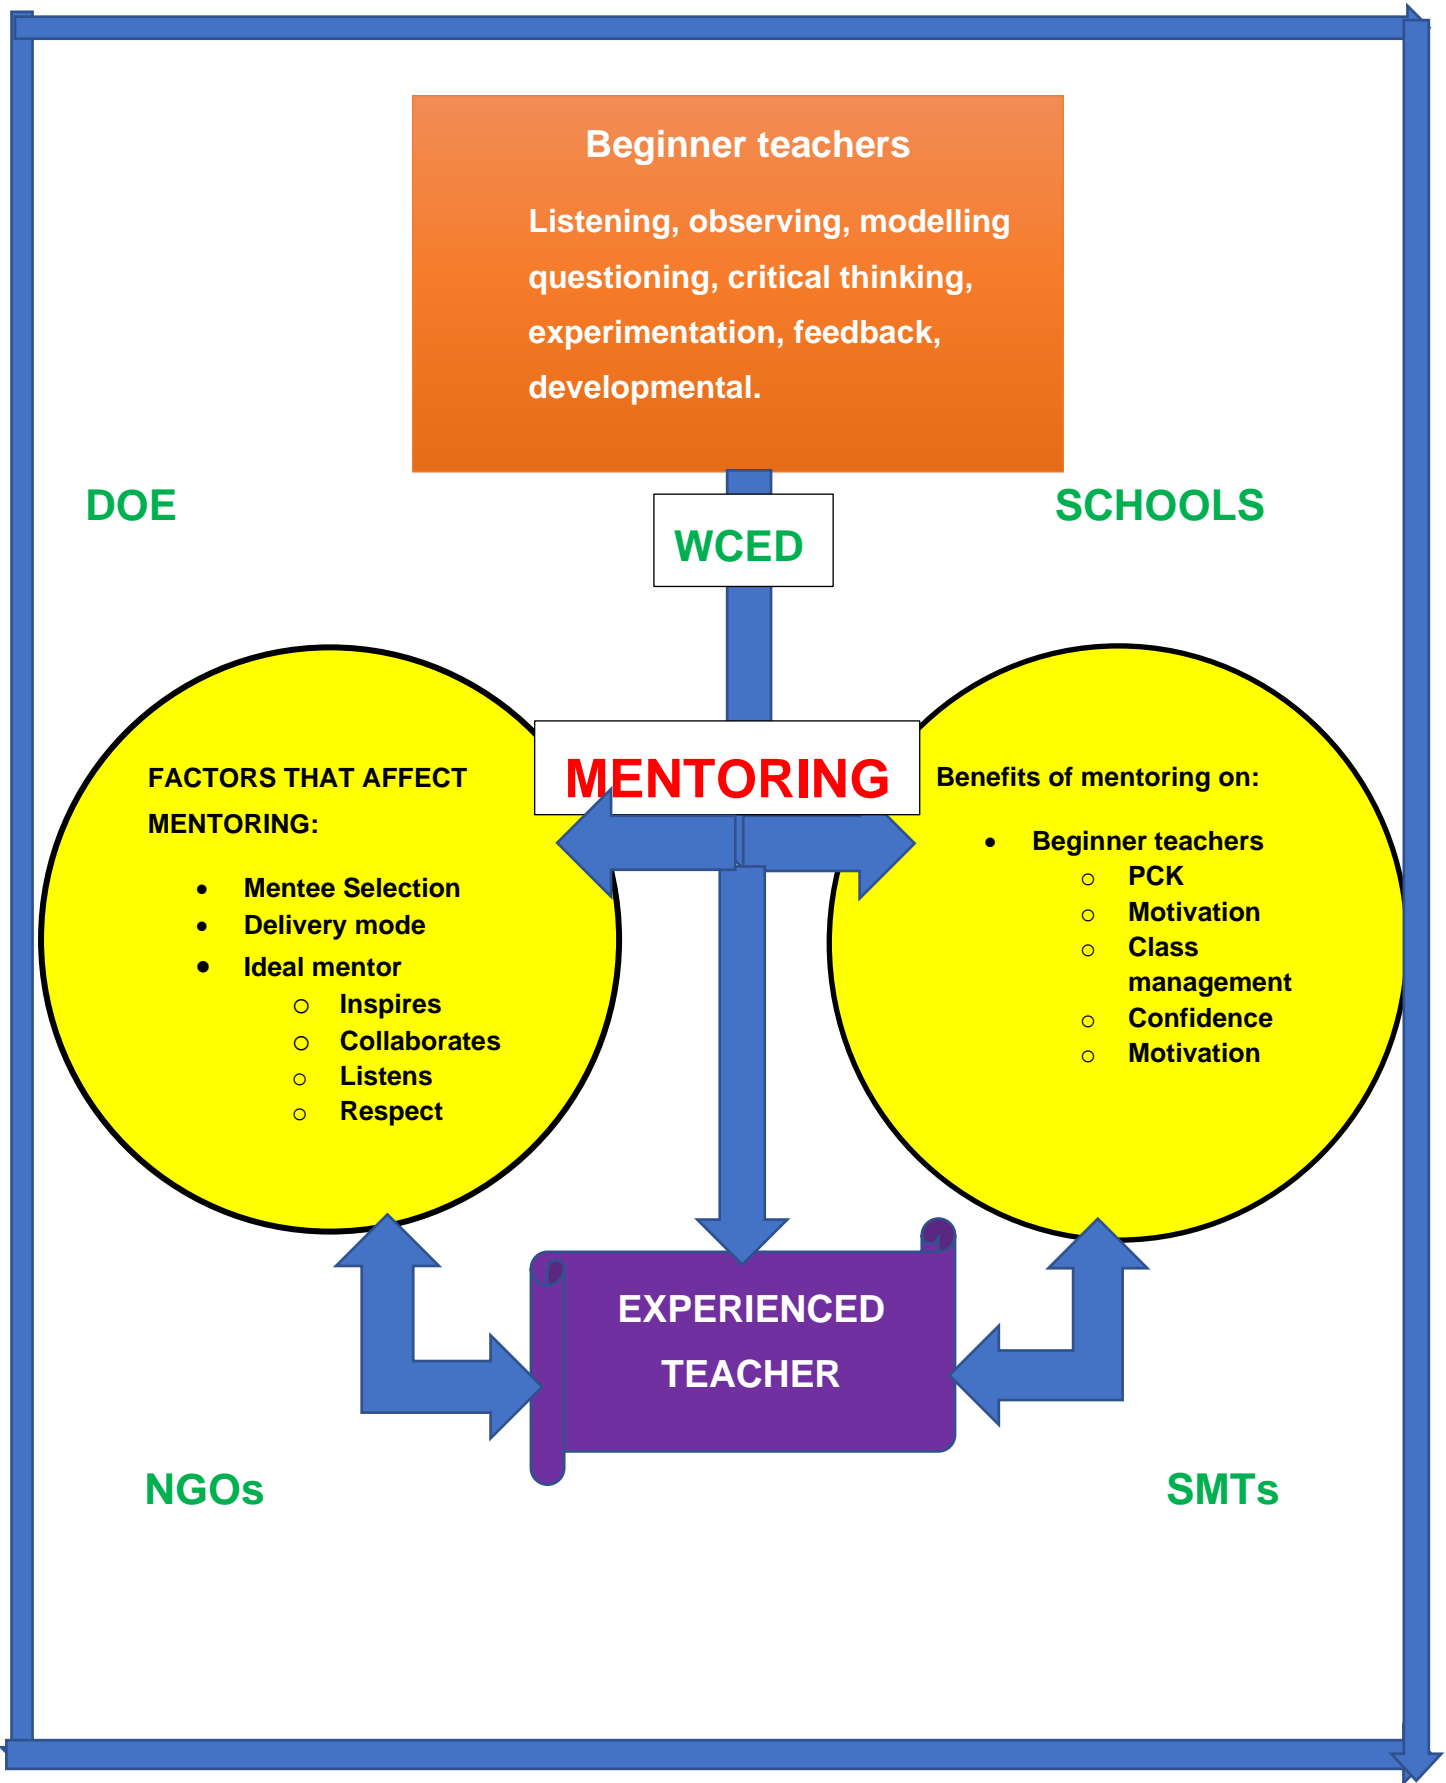 Beginner teachers
Listening, observing, modelling
questioning, critical thinking,
experimentation, feedback,
developmental.
DOE
SCHOOLS
WCED
MENTORING
FACTORS THAT AFFECT
MENTORING:
• Mentee Selection
• Delivery mode
• Ideal mentor
o Inspires
o Collaborates
o Listens
o Respect
Benefits of mentoring on:
• Beginner teachers
o PCK
o Motivation
o Class
management
o Confidence
o Motivation
EXPERIENCED
TEACHER
NGOs
SMTs